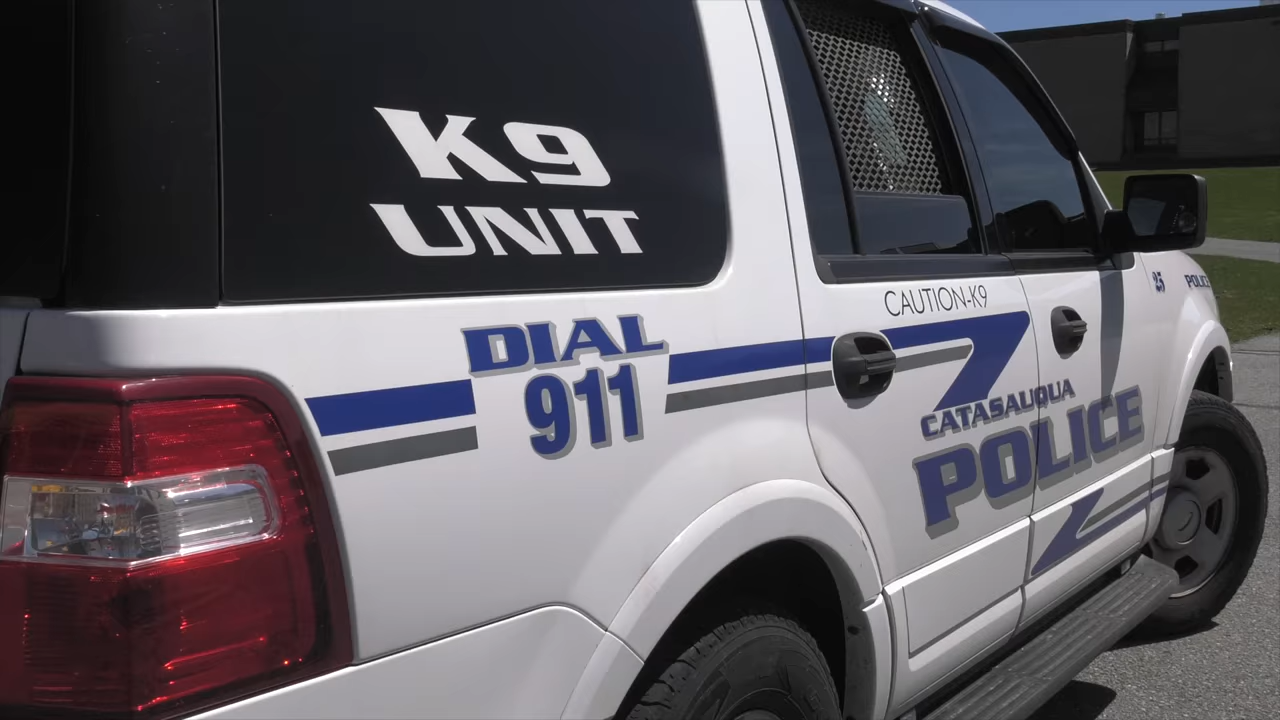 K9
UNIT
DIAL
911
CAUTION-K9
CATASAUQUA
POLICE
25
POLICE